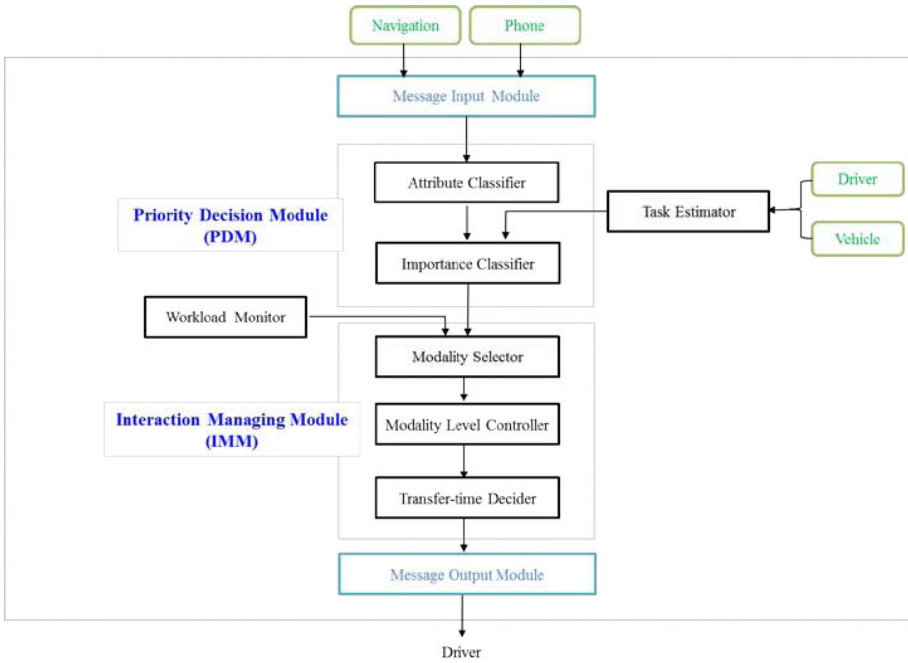 Navigation
Phone
Message Input Module
Attribute Classifier
Driver
Priority Decision Module
(PDM)
Task Estimator
Vehicle
Importance Classifier
Workload Monitor
Modality Selector
Interaction Managing Module
(IMM)
Modality Level Controller
Transfer-time Decider
Message Output Module
Driver